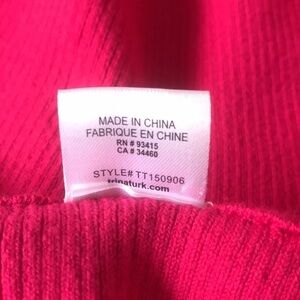 MADE IN CHINA
FABRIQUE EN CHINE
RN # 93415
CA # 34460
STYLE# TT150906
trinaturk.com